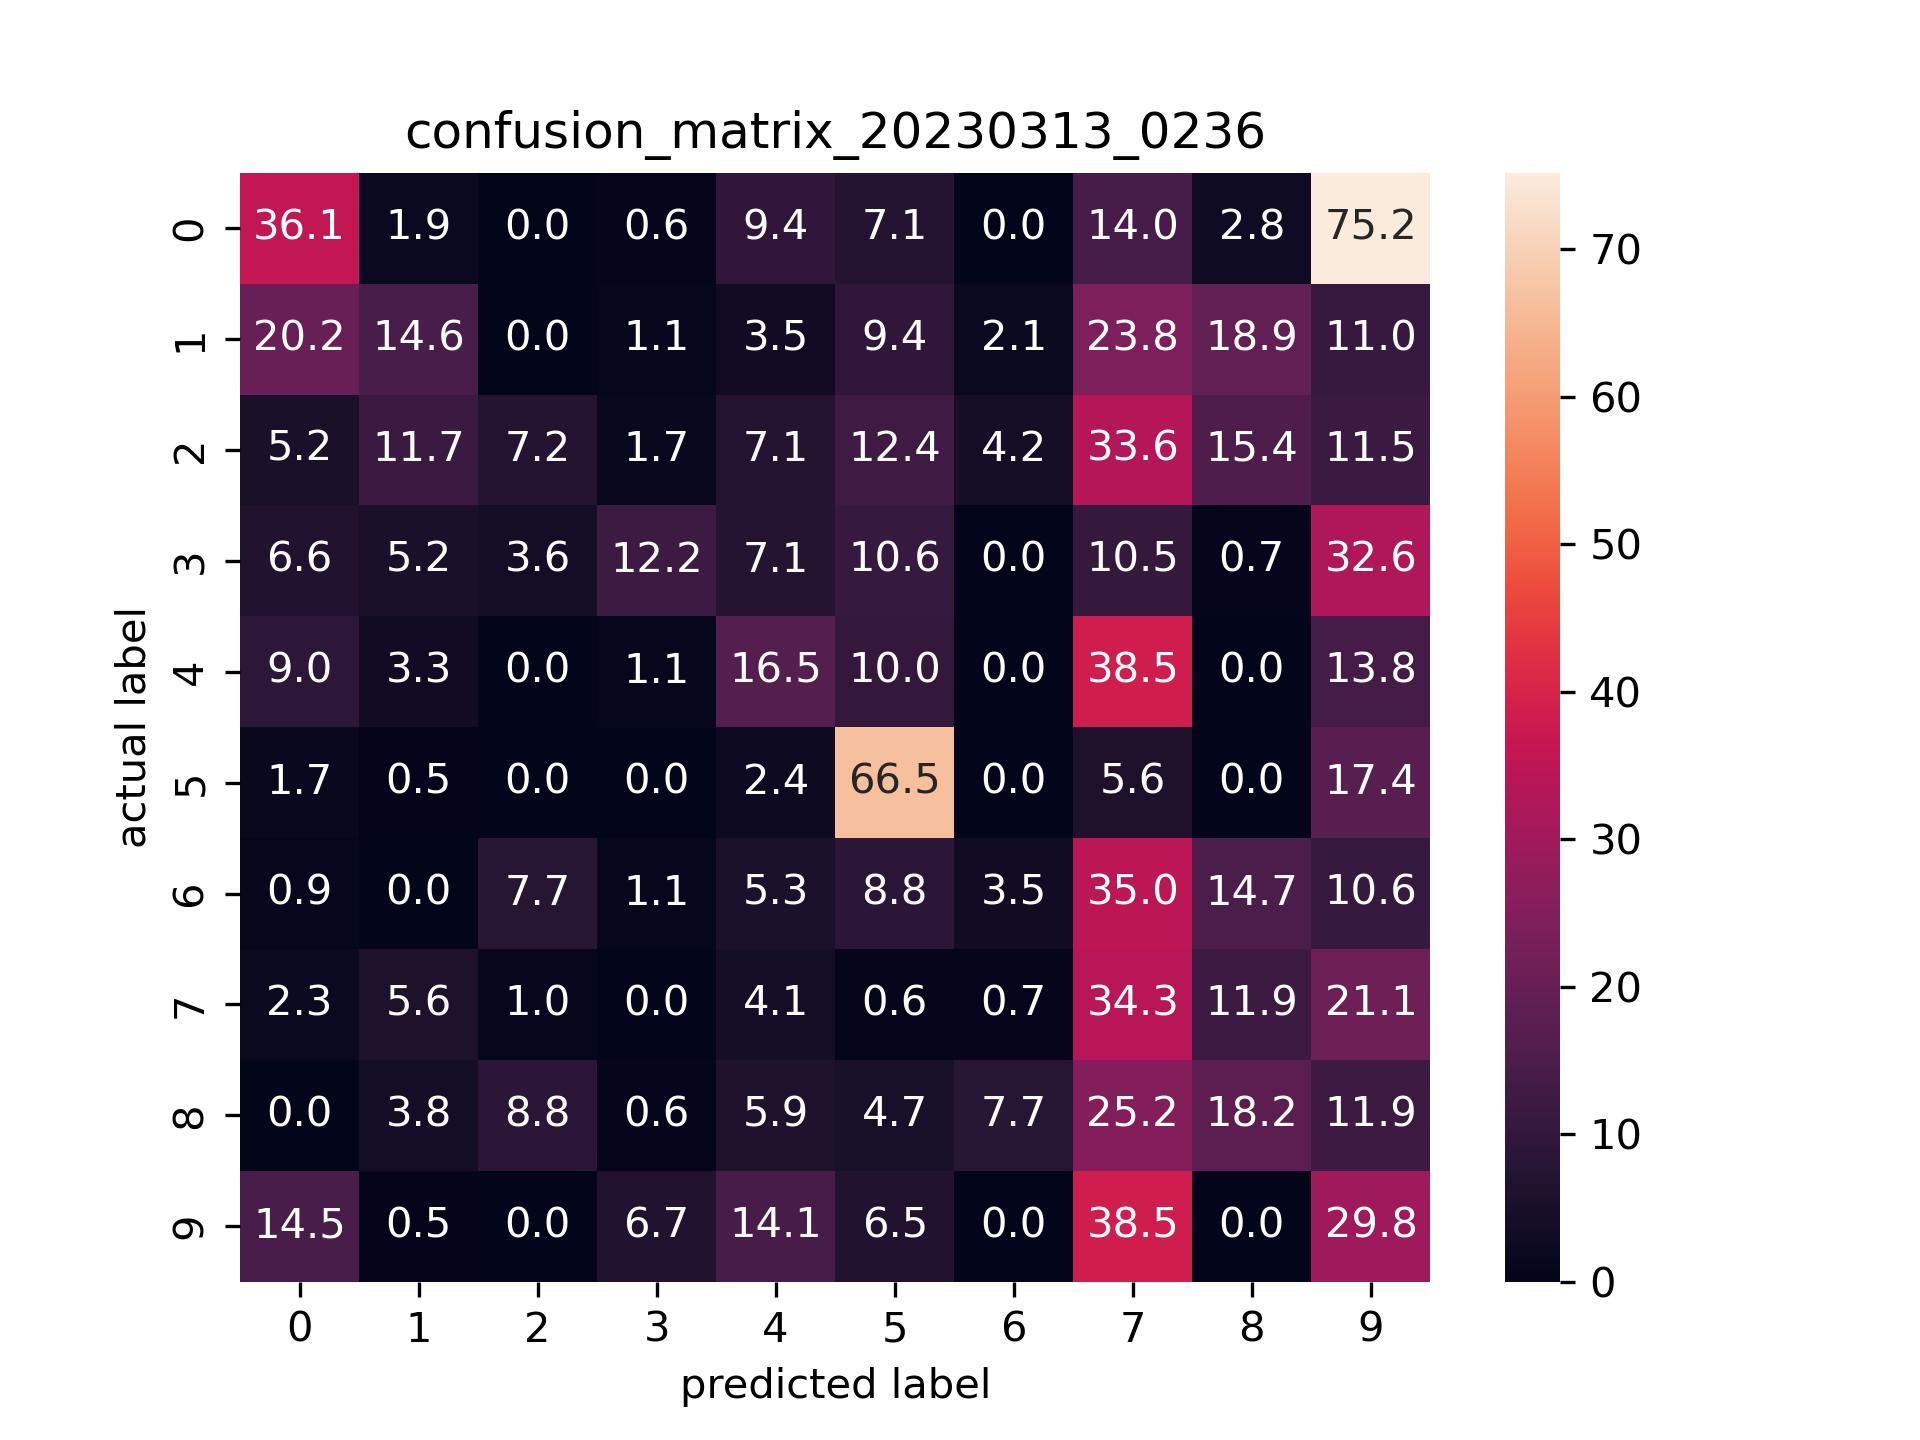 confusion_matrix_20230313_0236
0 36.1 1.9 0.0 0.6 9.4 7.1 0.0 14.0 2.8 75.2
1 20.2 14.6 0.0 1.1 3.5 9.4 2.1 23.8 18.9 11.0
2 5.2 11.7 7.2 1.7 7.1 12.4 4.2 33.6 15.4 11.5
3 6.6 5.2 3.6 12.2 7.1 10.6 0.0 10.5 0.7 32.6
4 9.0 3.3 0.0 1.1 16.5 10.0 0.0 38.5 0.0 13.8
5 1.7 0.5 0.0 0.0 2.4 66.5 0.0 5.6 0.0 17.4
6 0.9 0.0 7.7 1.1 5.3 8.8 3.5 35.0 14.7 10.6
7 2.3 5.6 1.0 0.0 4.1 0.6 0.7 34.3 11.9 21.1
8 0.0 3.8 8.8 0.6 5.9 4.7 7.7 25.2 18.2 11.9
9 14.5 0.5 0.0 6.7 14.1 6.5 0.0 38.5 0.0 29.8
0 1 2 3 4 5 6 7 8 9
predicted label
actual label
70
60
50
40
30
20
10
0